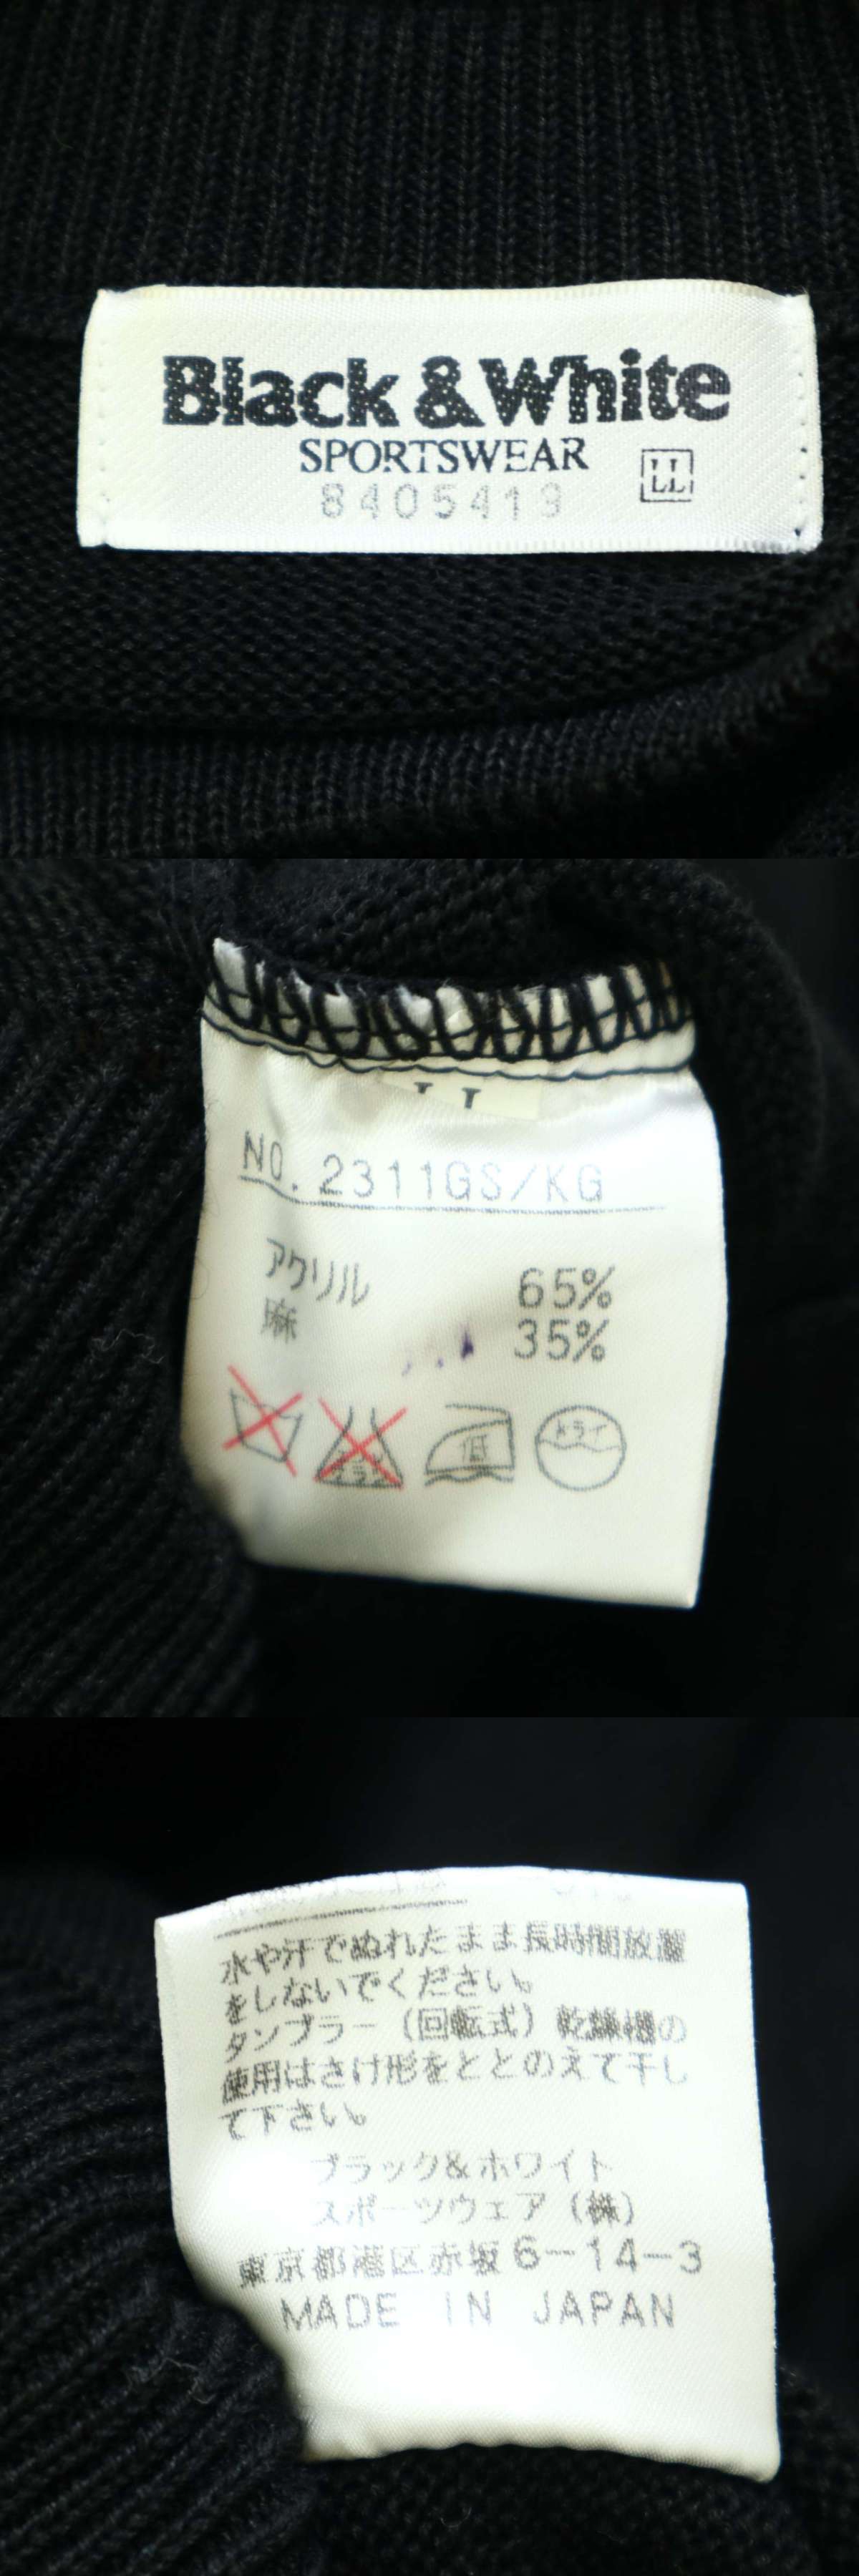 Black & White
SPORTSWEAR
8405419
LL
LL
NO. 2311GS/KG
アクリル 65%
麻 35%
低
ドライ
水や汗でぬれたまま長時間放置
をしないでください。
タンブラー(回転式)乾燥機の
使用はさけ形をととのえて干し
て下さい。
ブラック&ホワイト
スポーツウェア(株)
東京都港区赤坂6-14-3
MADE IN JAPAN